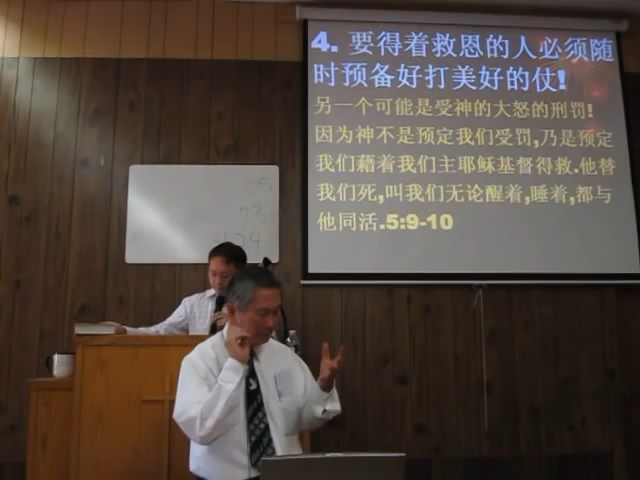 4. 要得着救恩的人必须随
时预备好打美好的仗!
另一个可能是受神的大怒的刑罚!
因为神不是预定我们受罚,乃是预定
我们藉着我们主耶稣基督得救.他替
我们死,叫我们无论醒着,睡着,都与
他同活.5:9-10